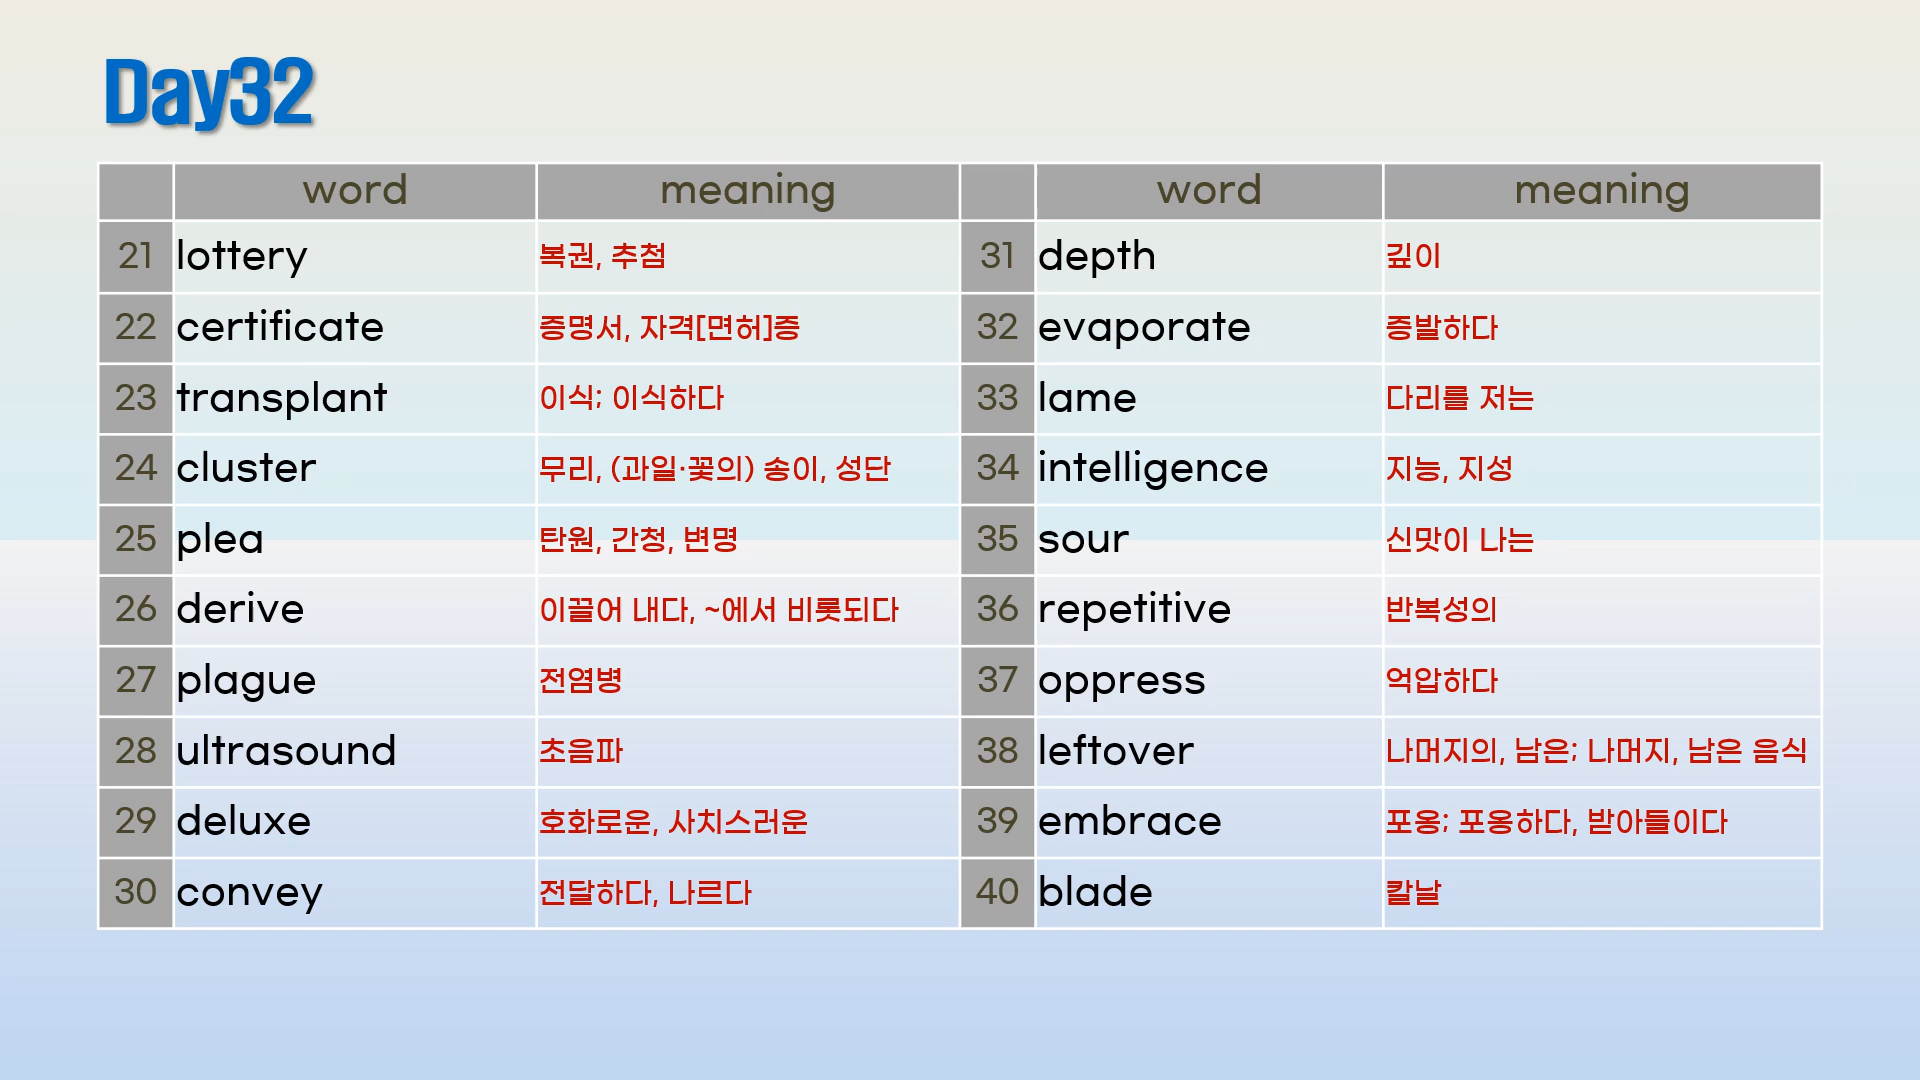 Day32
word meaning word meaning
21 lottery 복권, 추첨 31 depth 깊이
22 certificate 증명서, 자격[면허]증 32 evaporate 증발하다
23 transplant 이식; 이식하다 33 lame 다리를 저는
24 cluster 무리, (과일·꽃의) 송이, 성단 34 intelligence 지능, 지성
25 plea 탄원, 간청, 변명 35 sour 신맛이 나는
26 derive 이끌어 내다, ~에서 비롯되다 36 repetitive 반복성의
27 plague 전염병 37 oppress 억압하다
28 ultrasound 초음파 38 leftover 나머지의, 남은; 나머지, 남은 음식
29 deluxe 호화로운, 사치스러운 39 embrace 포옹; 포옹하다, 받아들이다
30 convey 전달하다, 나르다 40 blade 칼날